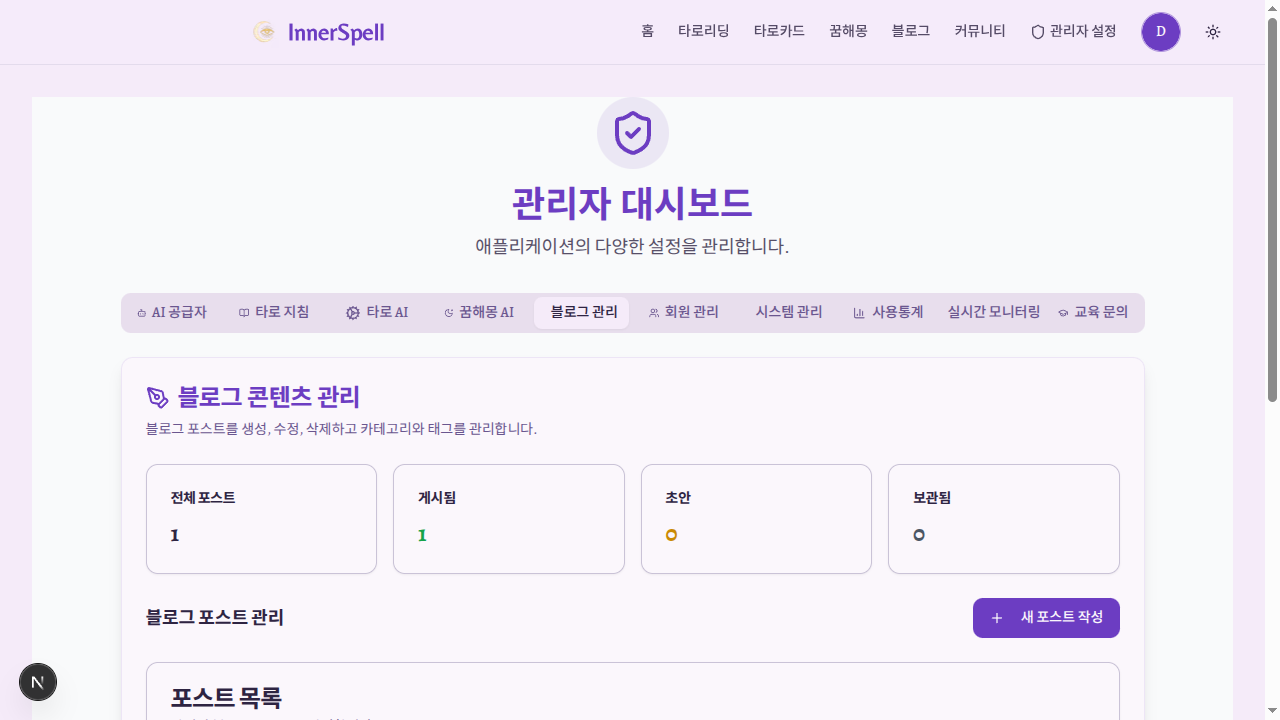 InnerSpell
홈 타로리딩 타로카드 꿈해몽 블로그 커뮤니티 관리자 설정 D
관리자 대시보드
애플리케이션의 다양한 설정을 관리합니다.
AI 공급자 타로 지침 타로 AI 꿈해몽 AI 블로그 관리 회원 관리 시스템 관리 사용통계 실시간 모니터링 교육 문의
블로그 콘텐츠 관리
블로그 포스트를 생성, 수정, 삭제하고 카테고리와 태그를 관리합니다.
전체 포스트 게시됨 초안 보관됨
1 1 0 0
블로그 포스트 관리 새 포스트 작성
N
포스트 목록